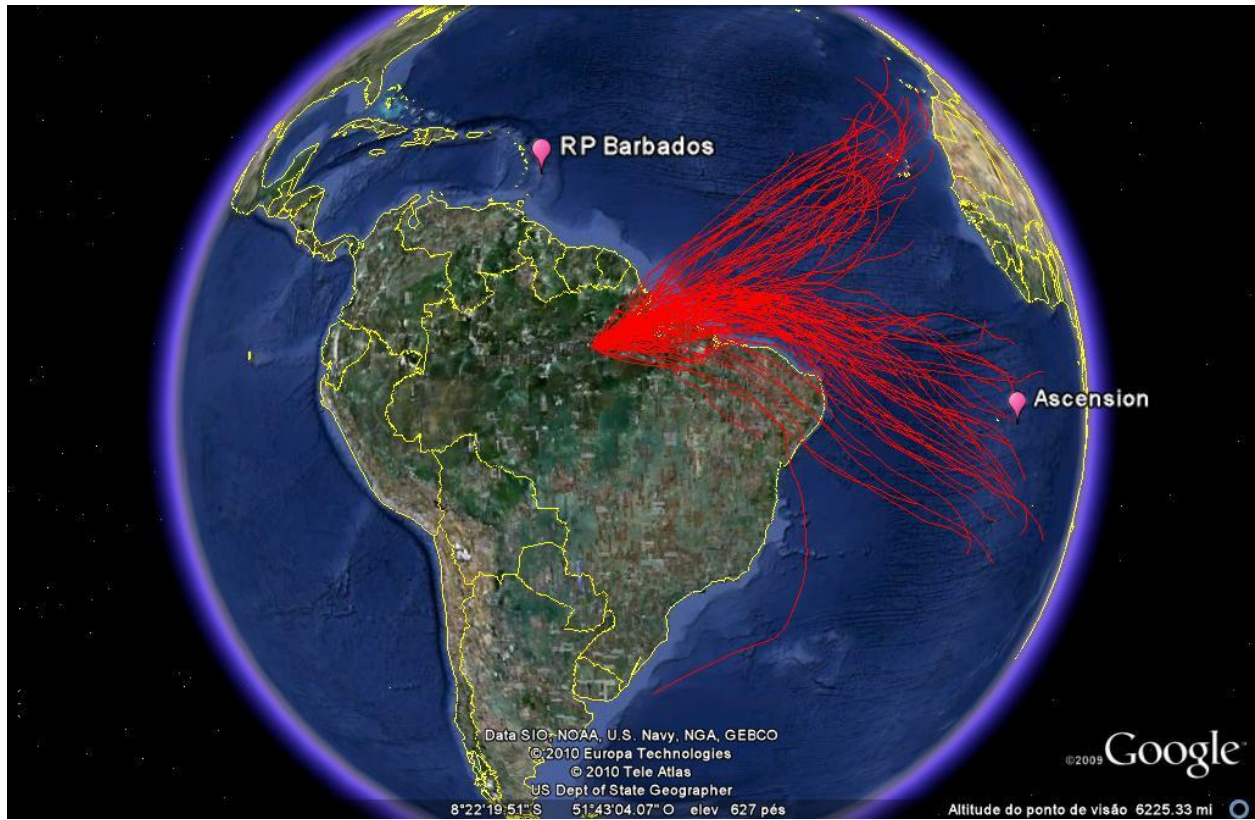 RP Barbados
Ascension
Data SIO, NOAA, U.S. Navy, NGA, GEBCO
© 2010 Europa Technologies
© 2010 Tele Atlas
US Dept of State Geographer
©2009 Google
8°22'19.51" S 51°43'04.07" O elev 627 pés
Altitude do ponto de visão 6225.33 mi